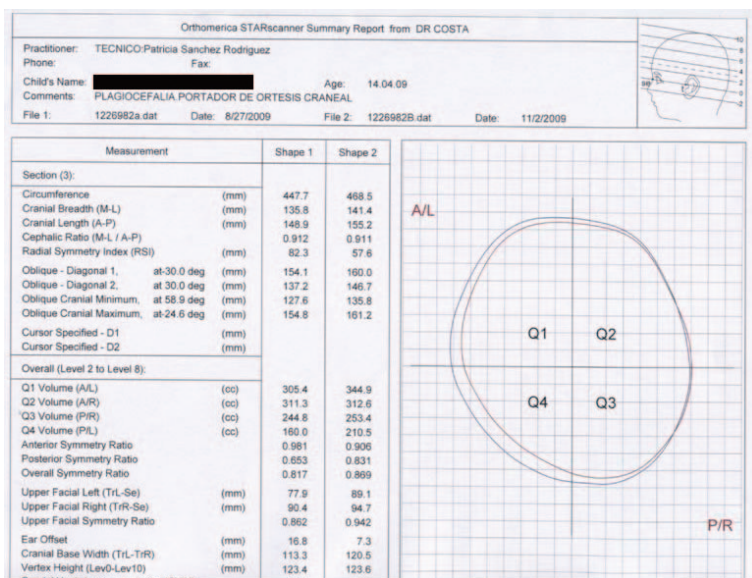 Orthomerica STARscanner Summary Report from DR COSTA
Practitioner: TECNICO:Patricia Sanchez Rodriguez
Phone: Fax:
Child's Name: Age: 14.04.09
Comments: PLAGIOCEFALIA.PORTADOR DE ORTESIS CRANEAL
File 1: 1226982a.dat Date: 8/27/2009 File 2: 1226982B.dat Date: 11/2/2009
10
8
6
4
2
0
-2
Measurement Shape 1 Shape 2
Section (3):
Circumference (mm) 447.7 468.5
Cranial Breadth (M-L) (mm) 135.8 141.4
Cranial Length (A-P) (mm) 148.9 155.2
Cephalic Ratio (M-L / A-P) 0.912 0.911
Radial Symmetry Index (RSI) (mm) 82.3 57.6
Oblique - Diagonal 1, at-30.0 deg (mm) 154.1 160.0
Oblique - Diagonal 2, at 30.0 deg (mm) 137.2 146.7
Oblique Cranial Minimum, at 58.9 deg (mm) 127.6 135.8
Oblique Cranial Maximum, at-24.6 deg (mm) 154.8 161.2
Cursor Specified - D1 (mm)
Cursor Specified - D2 (mm)
Overall (Level 2 to Level 8):
Q1 Volume (A/L) (cc) 305.4 344.9
Q2 Volume (A/R) (cc) 311.3 312.6
Q3 Volume (P/R) (cc) 244.8 253.4
Q4 Volume (P/L) (cc) 160.0 210.5
Anterior Symmetry Ratio 0.981 0.906
Posterior Symmetry Ratio 0.653 0.831
Overall Symmetry Ratio 0.817 0.869
Upper Facial Left (TrL-Se) (mm) 77.9 89.1
Upper Facial Right (TrR-Se) (mm) 90.4 94.7
Upper Facial Symmetry Ratio 0.862 0.942
Ear Offset (mm) 16.8 7.3
Cranial Base Width (TrL-TrR) (mm) 113.3 120.5
Vertex Height (Lev0-Lev10) (mm) 123.4 123.6
A/L
Q1 Q2
Q4 Q3
P/R